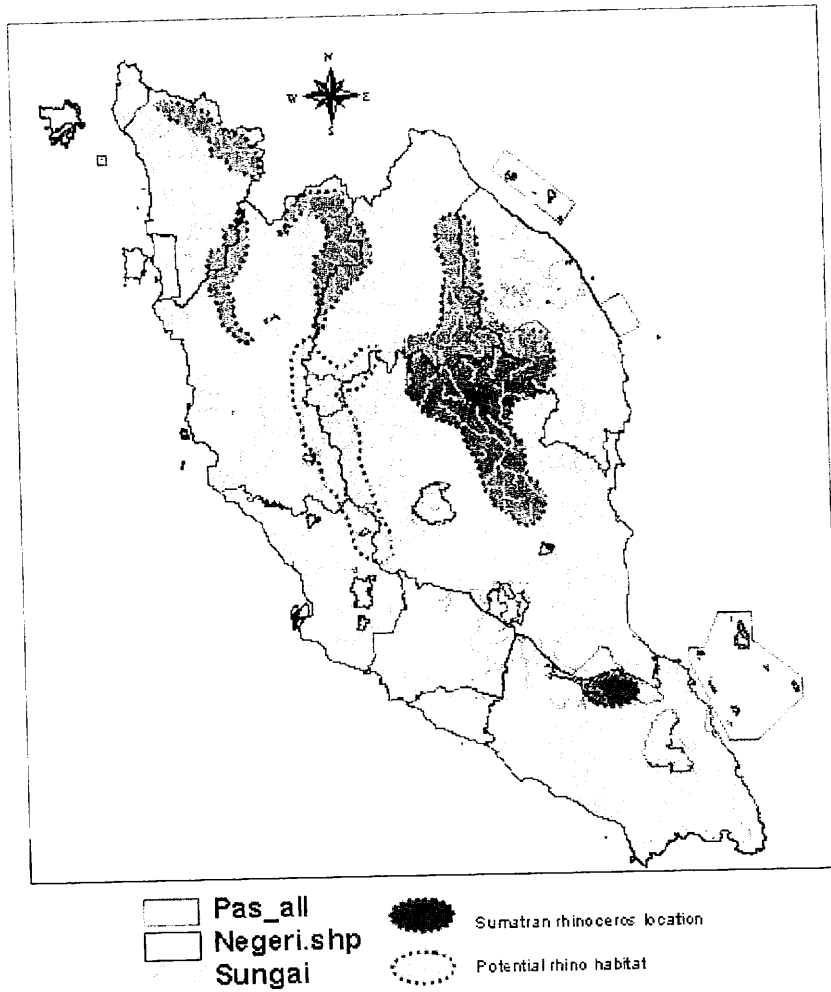 N
W E
S
Pas_all
Negeri.shp
Sungai
Sumatran rhinoceros location
Potential rhino habitat